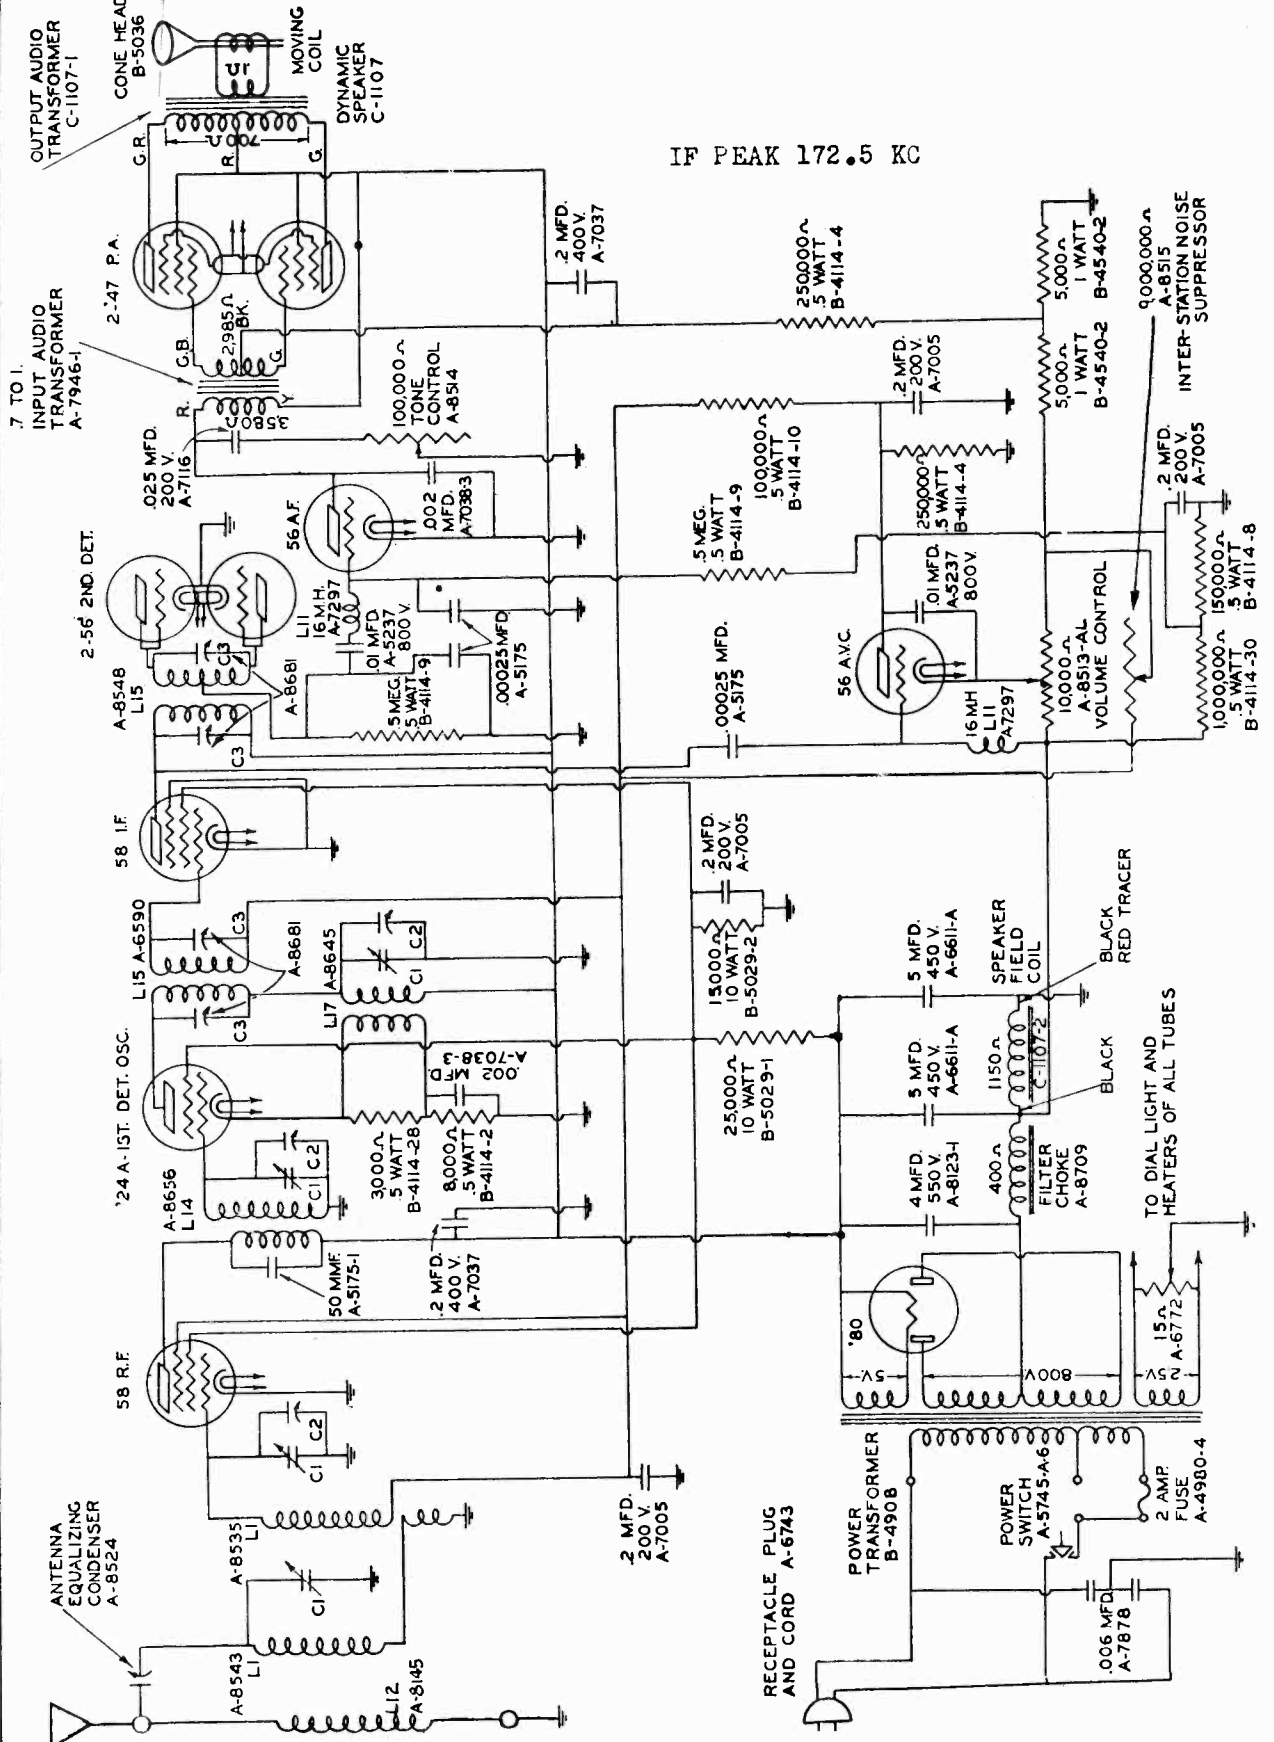 OUTPUT AUDIO
TRANSFORMER
C-1107-1
CONE HEAD
B-5036
MOVING
COIL
1Ω
DYNAMIC
SPEAKER
C-1107
G.R.
R.
G.
700Ω
IF PEAK 172.5 KC
2-'47 P.A.
.7 TO 1.
INPUT AUDIO
TRANSFORMER
A-7946-1
G.B.
2,985Ω
BK.
G.
R.
Y.
3,580Ω
.025 MFD.
200 V.
A-7116
100,000Ω
TONE
CONTROL
A-8514
.002
MFD.
A-7038-3
56 A.F.
2-56' 2ND. DET.
L11
16 M.H.
A-7297
.01 MFD
A-5237
800 V.
.5 MEG.
.5 WATT
B-4114-9
.00025 MFD.
A-5175
A-8548
L15
C3
C3
A-8681
58 I.F.
.2 MFD.
400 V.
A-7037
250,000Ω
.5 WATT
B-4114-4
5,000Ω
1 WATT
B-4540-2
5,000Ω
1 WATT
B-4540-2
9,000,000Ω
A-8515
INTER-STATION NOISE
SUPPRESSOR
.2 MFD.
200 V.
A-7005
100,000Ω
.5 WATT
B-4114-10
.5 MEG.
.5 WATT
B-4114-9
250,000Ω
.5 WATT
B-4114-4
.01 MFD.
A-5237
800V.
56 A.V.C.
.00025 MFD.
A-5175
16 MH
L11
A7297
10,000Ω
A-8513-AL
VOLUME CONTROL
.2 MFD.
200 V.
A-7005
150,000Ω
.5 WATT
B-4114-8
1,000,000Ω
.5 WATT
B-4114-30
L15 A-6590
C3
C3
A-8681
L17 A-8645
C1
C2
'24 A-1ST. DET. OSC.
A-8656
L14
C1
C2
3,000Ω
.5 WATT
B-4114-28
8,000Ω
.5 WATT
B-4114-2
.002 MFD.
A-7038-3
.2 MFD.
200 V.
A-7005
15,000Ω
10 WATT
B-5029-2
25,000Ω
10 WATT
B-5029-1
50 MMF.
A-5175-1
.2 MFD.
400 V.
A-7037
58 R.F.
C1
C2
ANTENNA
EQUALIZING
CONDENSER
A-8524
A-8535
L1
C1
A-8543
L1
L12
A-8145
.2 MFD.
200 V.
A-7005
5 MFD.
450 V.
A-6611-A
5 MFD.
450 V.
A-6611-A
4 MFD.
550 V.
A-8123-1
SPEAKER
FIELD
COIL
1150Ω
C-1107-2
400Ω
FILTER
CHOKE
A-8709
BLACK
RED TRACER
BLACK
TO DIAL LIGHT AND
HEATERS OF ALL TUBES
'80
5V.
800V
2.5V.
15Ω
A-6772
POWER
TRANSFORMER
B-4908
POWER
SWITCH
A-5745-A-6
2 AMP.
FUSE
A-4980-4
RECEPTACLE PLUG
AND CORD A-6743
.006 MFD.
A-7878